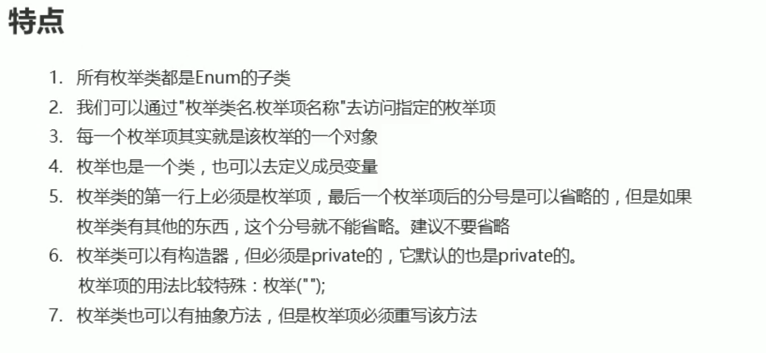 特点
1. 所有枚举类都是Enum的子类
2. 我们可以通过"枚举类名.枚举项名称"去访问指定的枚举项
3. 每一个枚举项其实就是该枚举的一个对象
4. 枚举也是一个类，也可以去定义成员变量
5. 枚举类的第一行上必须是枚举项，最后一个枚举项后的分号是可以省略的，但是如果
枚举类有其他的东西，这个分号就不能省略。建议不要省略
6. 枚举类可以有构造器，但必须是private的，它默认的也是private的。
枚举项的用法比较特殊：枚举("");
7. 枚举类也可以有抽象方法，但是枚举项必须重写该方法